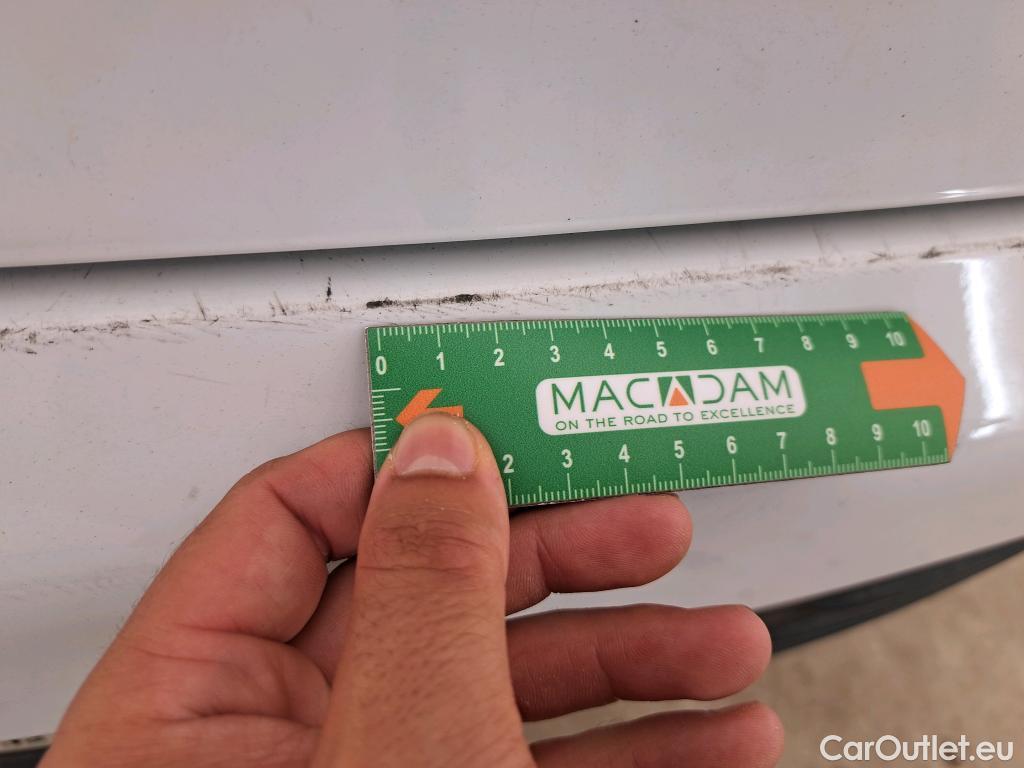 0 1 2 3 4 5 6 7 8 9 10
MACADAM
ON THE ROAD TO EXCELLENCE
2 3 4 5 6 7 8 9 10
CarOutlet.eu